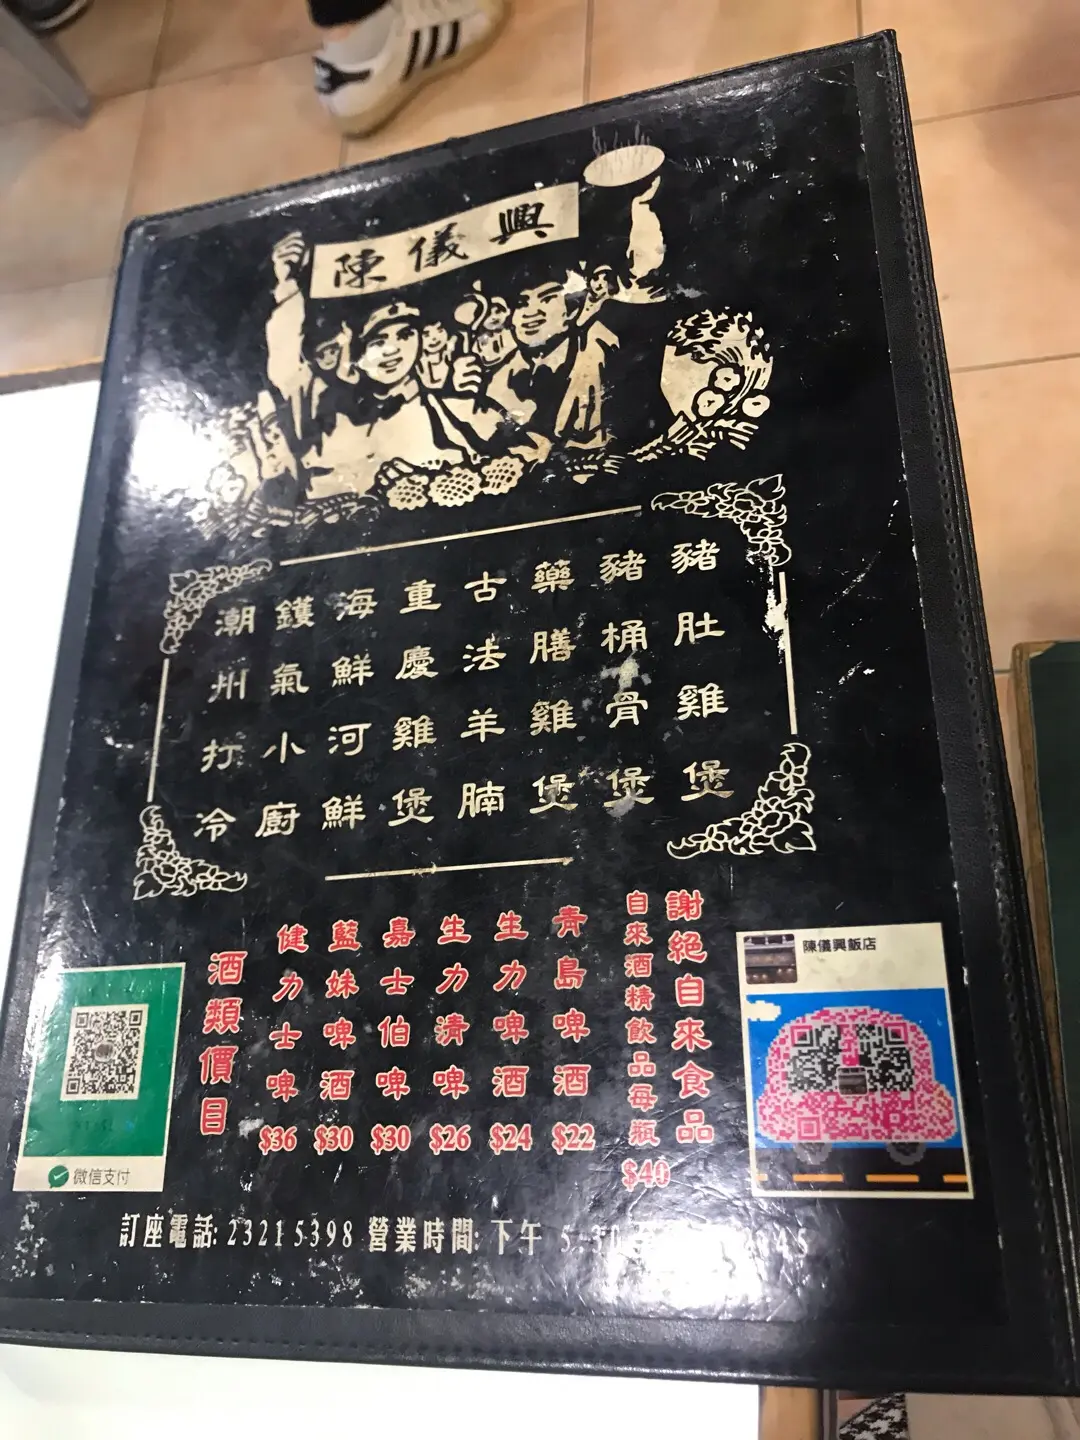 陳儀興
豬肚雞煲
豬桶骨煲
藥膳雞煲
古法羊腩
重慶雞煲
海鮮河鮮
鑊氣小廚
潮州打冷
謝絕自來食品
自來酒精飲品每瓶 $40
青島啤酒 $22
生力啤酒 $24
生力清啤 $26
嘉士伯啤 $30
藍妹啤酒 $30
健力士啤 $36
酒類價目
陳儀興飯店
微信支付
訂座電話: 2321 5398 營業時間: 下午 5:30